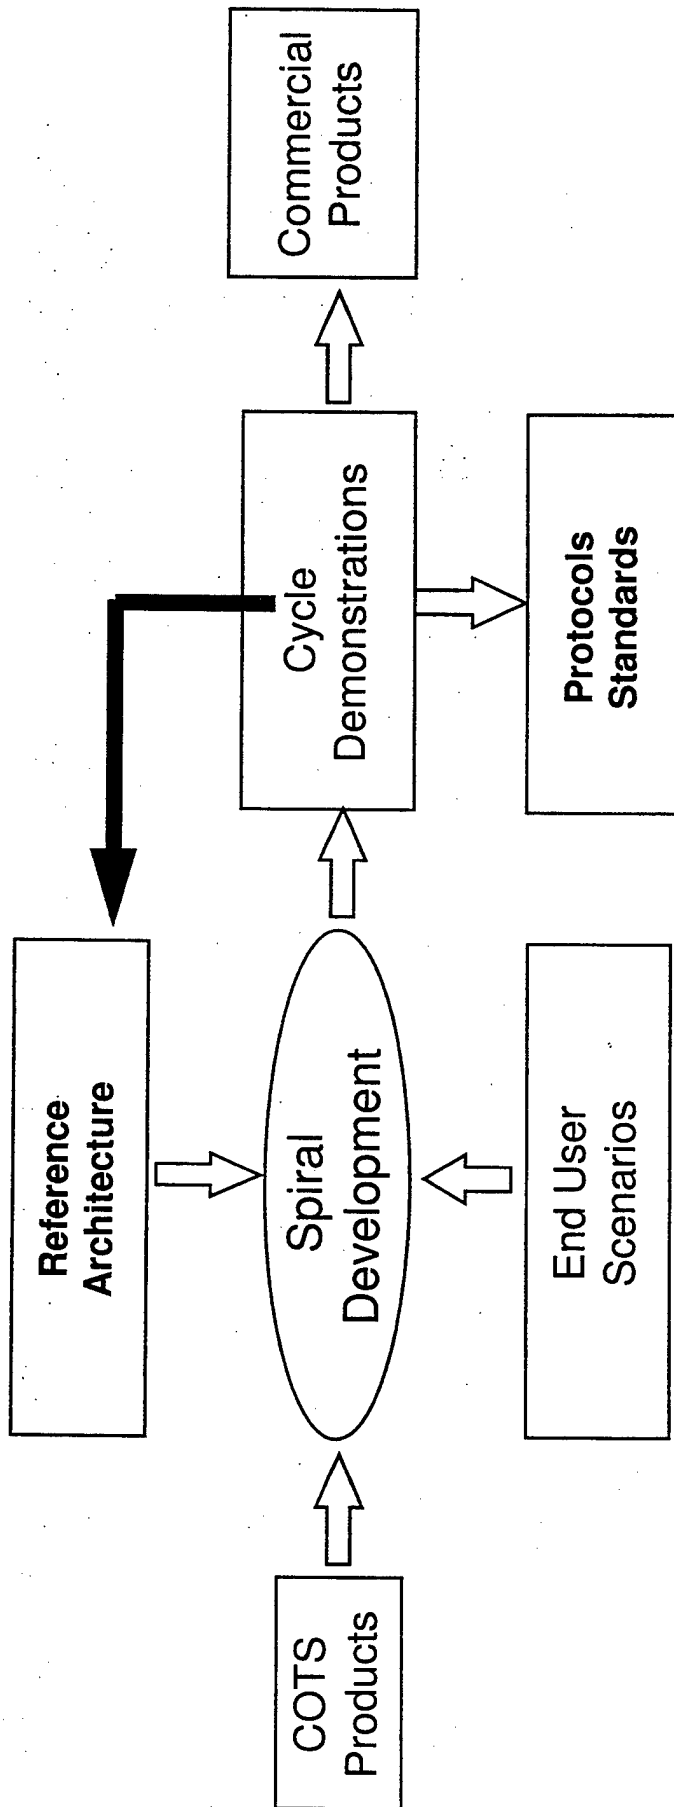 Reference
Architecture
COTS
Products
Spiral
Development
Cycle
Demonstrations
Commercial
Products
End User
Scenarios
Protocols
Standards